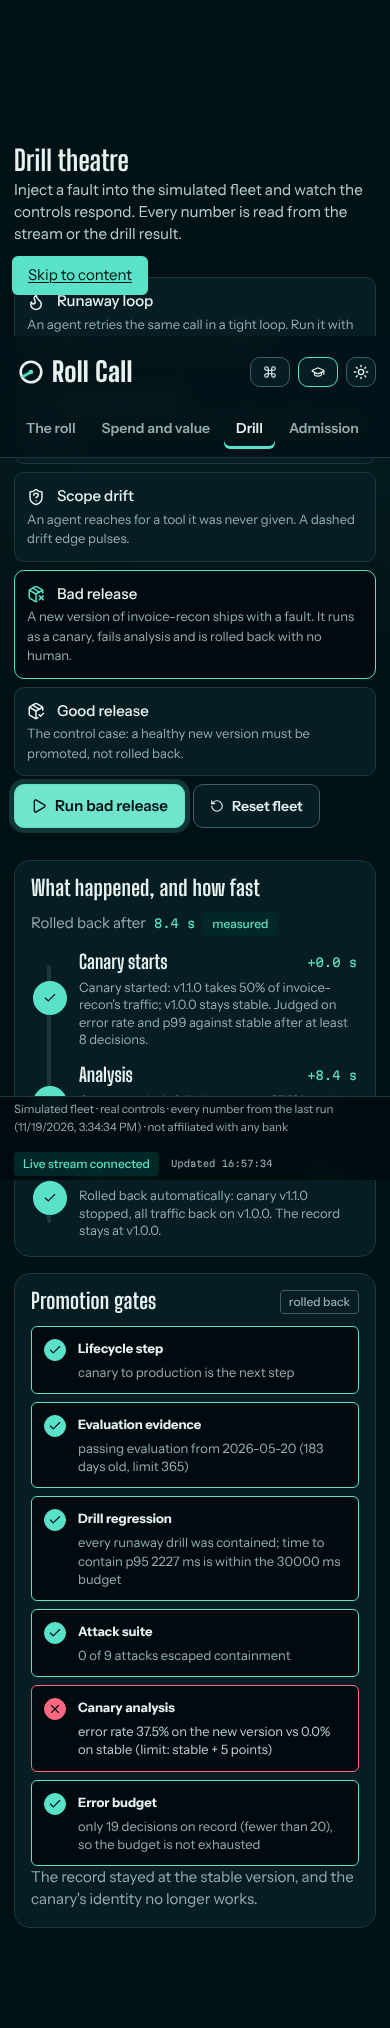 Drill theatre
Inject a fault into the simulated fleet and watch the
controls respond. Every number is read from the
stream or the drill result.
Skip to content
Runaway loop
An agent retries the same call in a tight loop. Run it with
Roll Call
The roll
Spend and value
Drill
Admission
Scope drift
An agent reaches for a tool it was never given. A dashed
drift edge pulses.
Bad release
A new version of invoice-recon ships with a fault. It runs
as a canary, fails analysis and is rolled back with no
human.
Good release
The control case: a healthy new version must be
promoted, not rolled back.
Run bad release
Reset fleet
What happened, and how fast
Rolled back after 8.4 s measured
Canary starts +0.0 s
Canary started: v1.1.0 takes 50% of invoice-
recon's traffic; v1.0.0 stays stable. Judged on
error rate and p99 against stable after at least
8 decisions.
Analysis +8.4 s
Simulated fleet · real controls · every number from the last run
(11/19/2026, 3:34:34 PM) · not affiliated with any bank
Live stream connected Updated 16:57:34
Rolled back automatically: canary v1.1.0
stopped, all traffic back on v1.0.0. The record
stays at v1.0.0.
Promotion gates rolled back
Lifecycle step
canary to production is the next step
Evaluation evidence
passing evaluation from 2026-05-20 (183
days old, limit 365)
Drill regression
every runaway drill was contained; time to
contain p95 2227 ms is within the 30000 ms
budget
Attack suite
0 of 9 attacks escaped containment
Canary analysis
error rate 37.5% on the new version vs 0.0%
on stable (limit: stable + 5 points)
Error budget
only 19 decisions on record (fewer than 20),
so the budget is not exhausted
The record stayed at the stable version, and the
canary's identity no longer works.